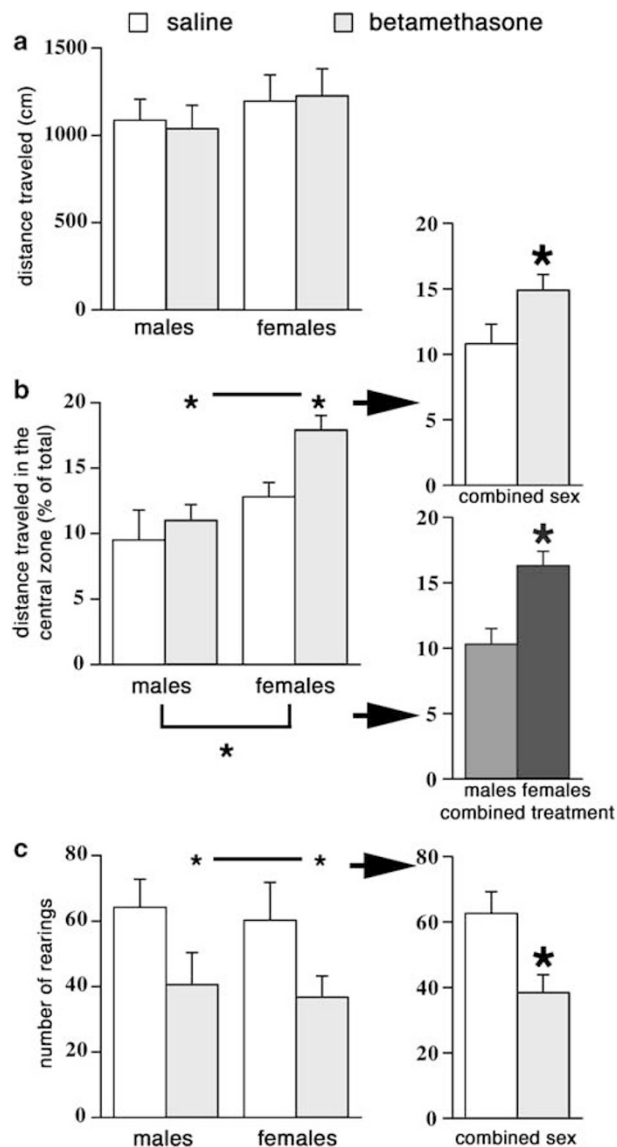 saline betamethasone
a
distance traveled (cm)
1500
1000
500
0
males females
20
15
10
5
0
*
combined sex
b
distance traveled in the
central zone (% of total)
20
15
10
5
0
* *
males females
*
20
15
10
5
0
*
males females
combined treatment
c
number of rearings
80
60
40
20
0
* *
males females
80
60
40
20
0
*
combined sex